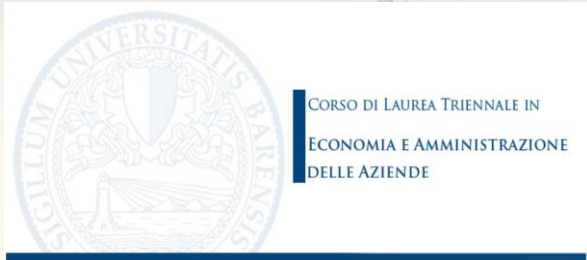 SIGILLUM UNIVERSITATIS BARENSIS
CORSO DI LAUREA TRIENNALE IN
ECONOMIA E AMMINISTRAZIONE
DELLE AZIENDE